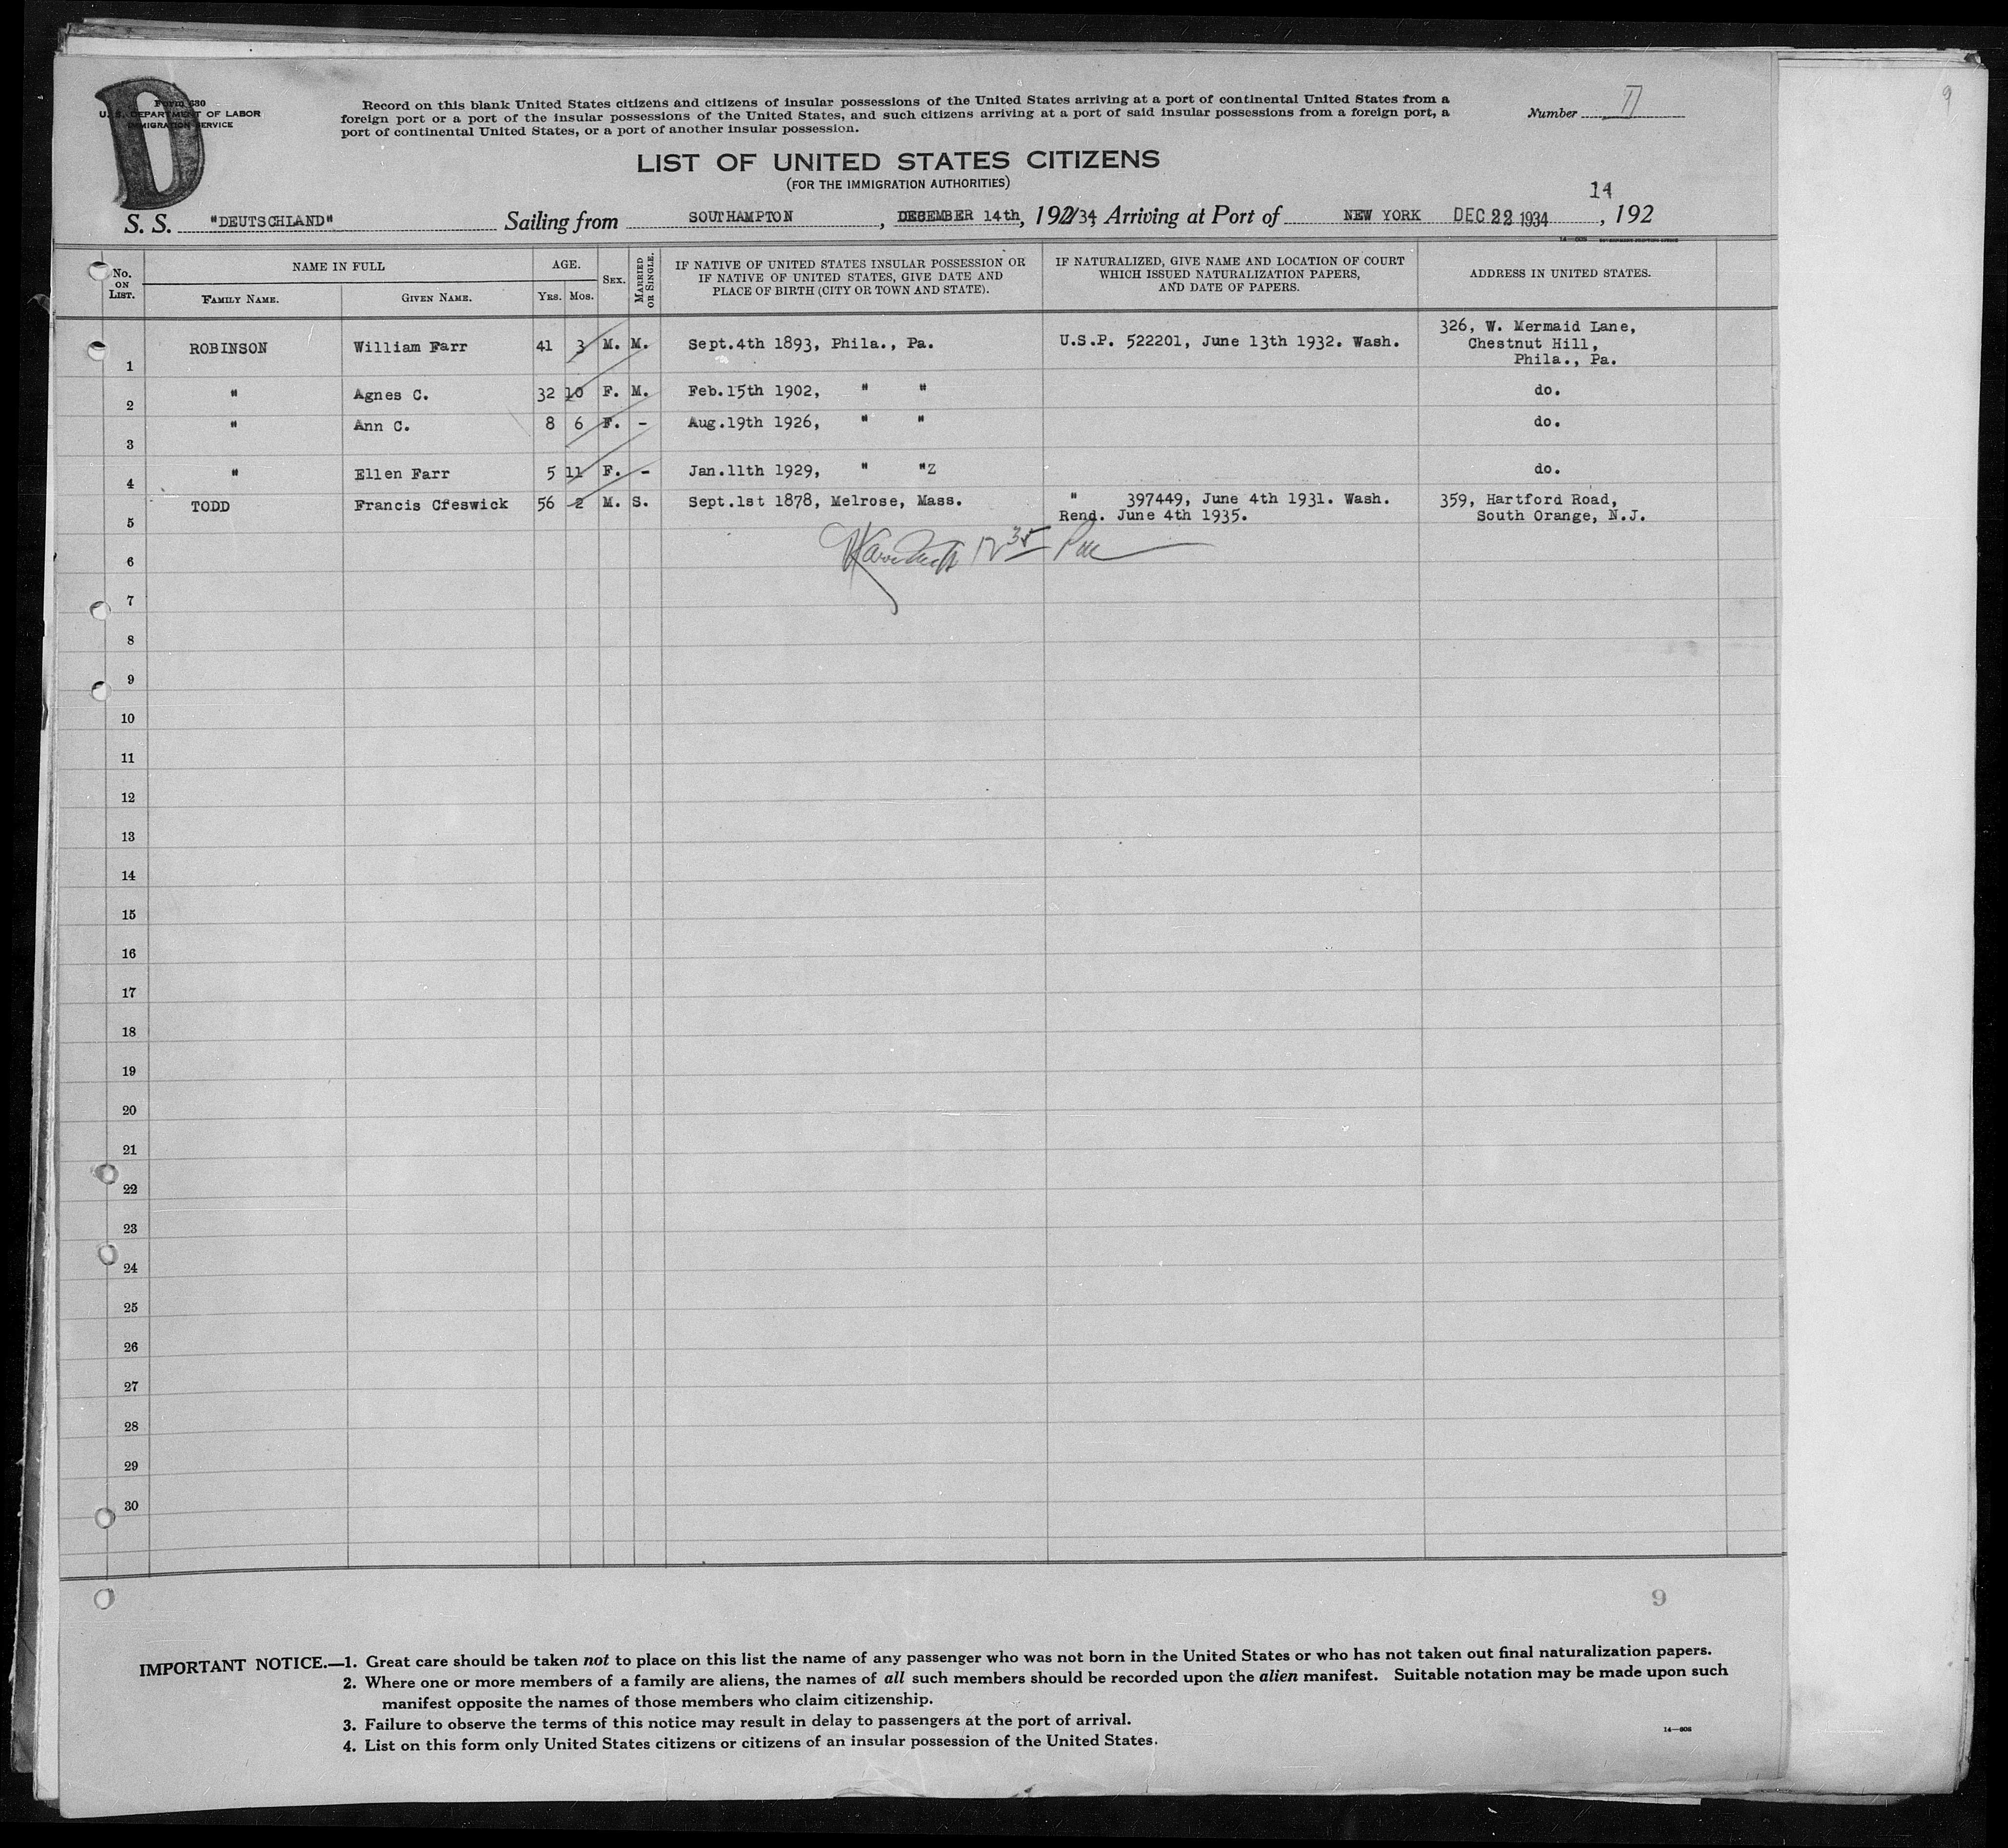 D
Form 630
U. S. DEPARTMENT OF LABOR
IMMIGRATION SERVICE
Record on this blank United States citizens and citizens of insular possessions of the United States arriving at a port of continental United States from a
foreign port or a port of the insular possessions of the United States, and such citizens arriving at a port of said insular possessions from a foreign port, a
port of continental United States, or a port of another insular possession.
Number
9
LIST OF UNITED STATES CITIZENS
(FOR THE IMMIGRATION AUTHORITIES)
14
S. S. "DEUTSCHLAND" Sailing from SOUTHAMPTON, DECEMBER 14th, 192/34, Arriving at Port of NEW YORK DEC 22 1934, 192
No. ON LIST. NAME IN FULL AGE. SEX. MARRIED OR SINGLE. IF NATIVE OF UNITED STATES INSULAR POSSESSION OR IF NATIVE OF UNITED STATES, GIVE DATE AND PLACE OF BIRTH (CITY OR TOWN AND STATE). IF NATURALIZED, GIVE NAME AND LOCATION OF COURT WHICH ISSUED NATURALIZATION PAPERS, AND DATE OF PAPERS. ADDRESS IN UNITED STATES.
FAMILY NAME. GIVEN NAME. YRS. MOS.
1 ROBINSON William Farr 41 3 M. M. Sept.4th 1893, Phila., Pa. U.S.P. 522201, June 13th 1932. Wash. 326, W. Mermaid Lane,
Chestnut Hill,
Phila., Pa.
2 " Agnes C. 32 10 F. M. Feb.15th 1902, " " do.
3 " Ann C. 8 6 F. - Aug.19th 1926, " " do.
4 " Ellen Farr 5 11 F. - Jan.11th 1929, " "Z do.
5 TODD Francis Creswick 56 2 M. S. Sept.1st 1878, Melrose, Mass. " 397449, June 4th 1931. Wash. 359, Hartford Road,
Rend. June 4th 1935. South Orange, N.J.
6
7
8
9
10
11
12
13
14
15
16
17
18
19
20
21
22
23
24
25
26
27
28
29
30
9
IMPORTANT NOTICE.—1. Great care should be taken not to place on this list the name of any passenger who was not born in the United States or who has not taken out final naturalization papers.
2. Where one or more members of a family are aliens, the names of all such members should be recorded upon the alien manifest. Suitable notation may be made upon such
manifest opposite the names of those members who claim citizenship.
3. Failure to observe the terms of this notice may result in delay to passengers at the port of arrival.
4. List on this form only United States citizens or citizens of an insular possession of the United States.
14—608